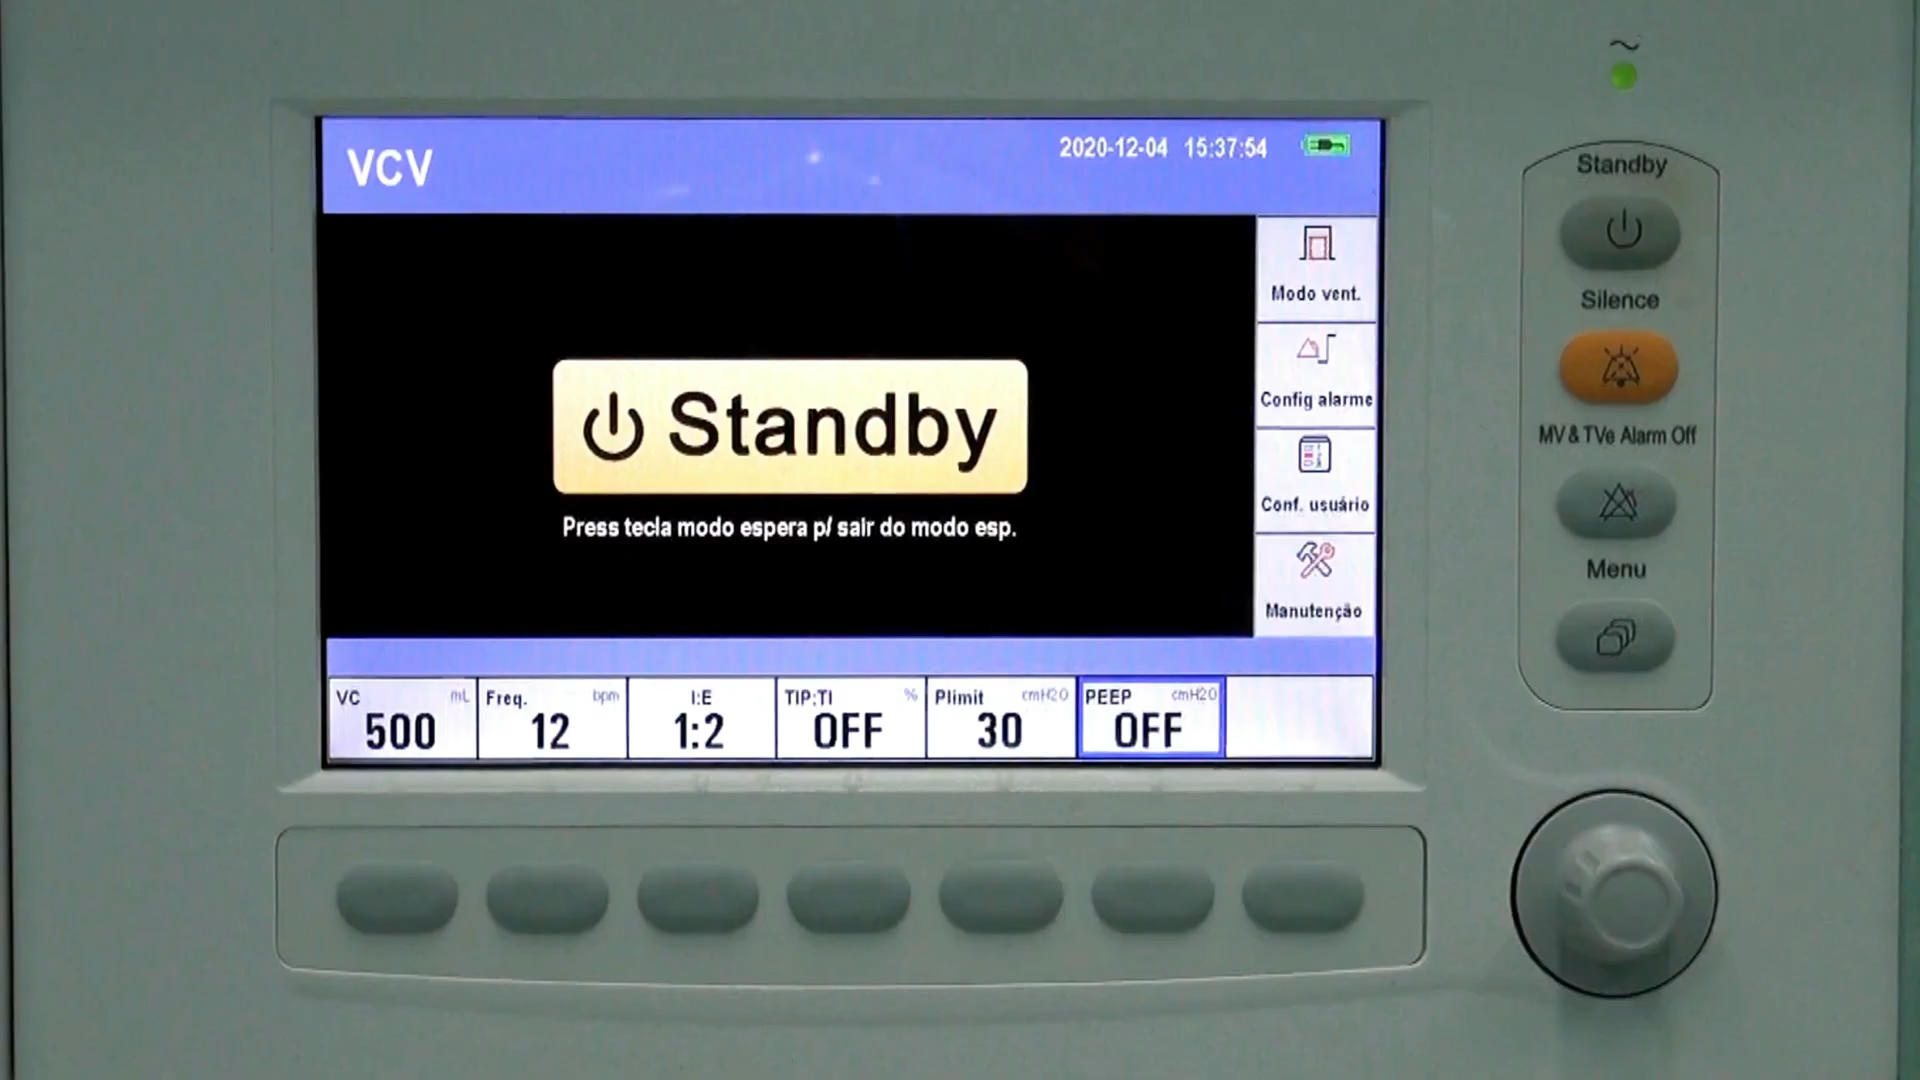 VCV
2020-12-04 15:37:54
Modo vent.
Config alarme
Conf. usuário
Manutenção
Standby
Press tecla modo espera p/ sair do modo esp.
VC mL
500
Freq. bpm
12
I:E
1:2
TIP:TI %
OFF
Plimit cmH2O
30
PEEP cmH2O
OFF
~
Standby
Silence
MV & TVe Alarm Off
Menu